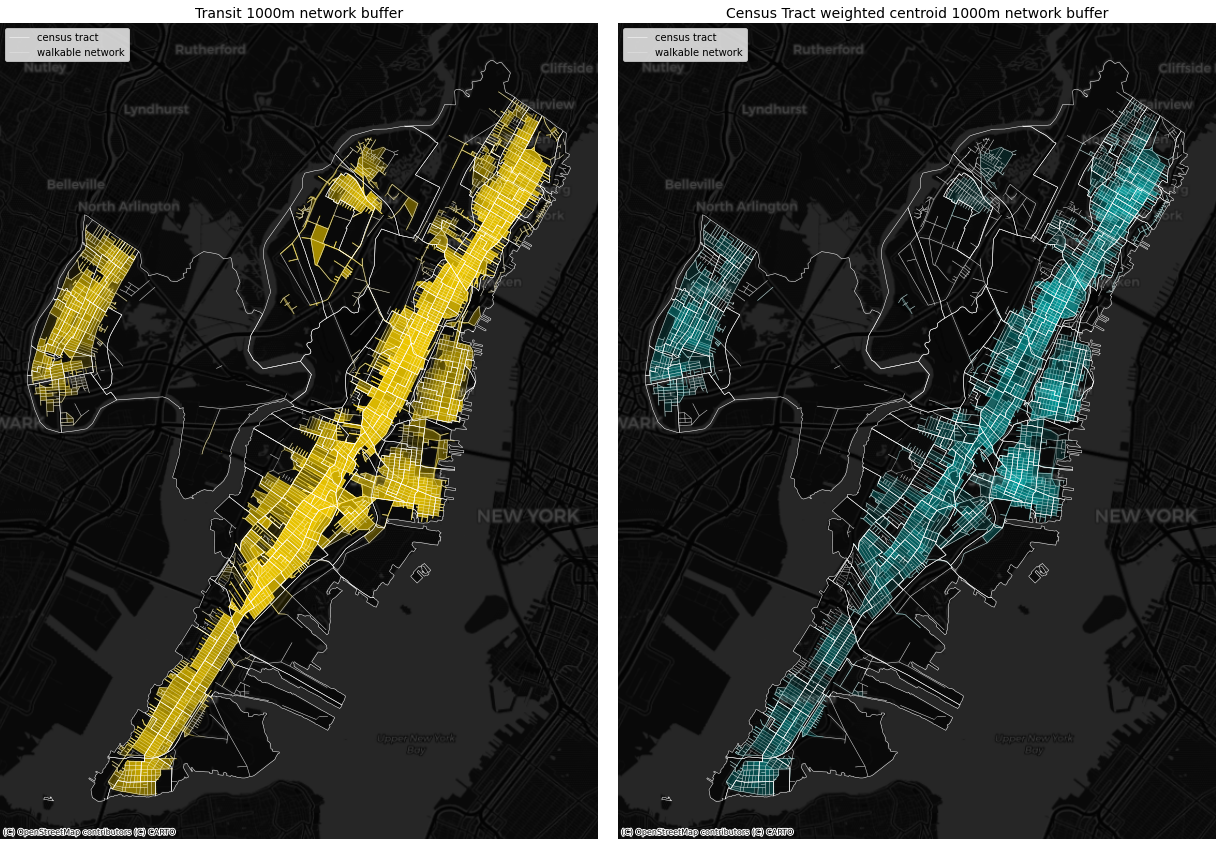 Transit 1000m network buffer
census tract
walkable network
Rutherford
Nutley
Cliffside
Lyndhurst
Belleville
North Arlington
NEW YORK
Upper New York
Bay
(C) OpenStreetMap contributors (C) CARTO
Census Tract weighted centroid 1000m network buffer
census tract
walkable network
Rutherford
Nutley
Cliffside
Lyndhurst
Belleville
North Arlington
NEW YORK
Upper New York
Bay
(C) OpenStreetMap contributors (C) CARTO